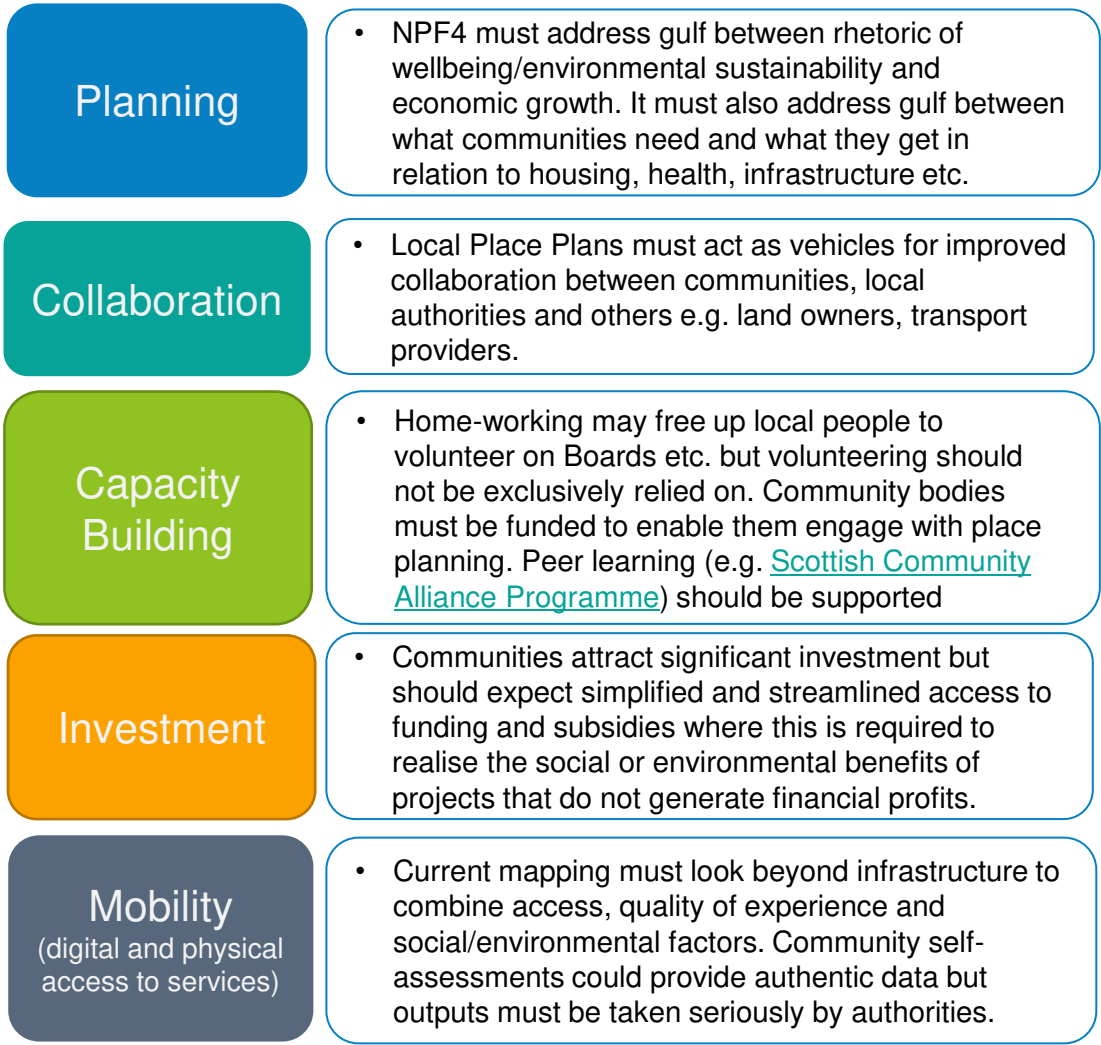 Planning
• NPF4 must address gulf between rhetoric of
wellbeing/environmental sustainability and
economic growth. It must also address gulf between
what communities need and what they get in
relation to housing, health, infrastructure etc.
Collaboration
• Local Place Plans must act as vehicles for improved
collaboration between communities, local
authorities and others e.g. land owners, transport
providers.
Capacity
Building
• Home-working may free up local people to
volunteer on Boards etc. but volunteering should
not be exclusively relied on. Community bodies
must be funded to enable them engage with place
planning. Peer learning (e.g. Scottish Community
Alliance Programme) should be supported
Investment
• Communities attract significant investment but
should expect simplified and streamlined access to
funding and subsidies where this is required to
realise the social or environmental benefits of
projects that do not generate financial profits.
Mobility
(digital and physical
access to services)
• Current mapping must look beyond infrastructure to
combine access, quality of experience and
social/environmental factors. Community self-
assessments could provide authentic data but
outputs must be taken seriously by authorities.